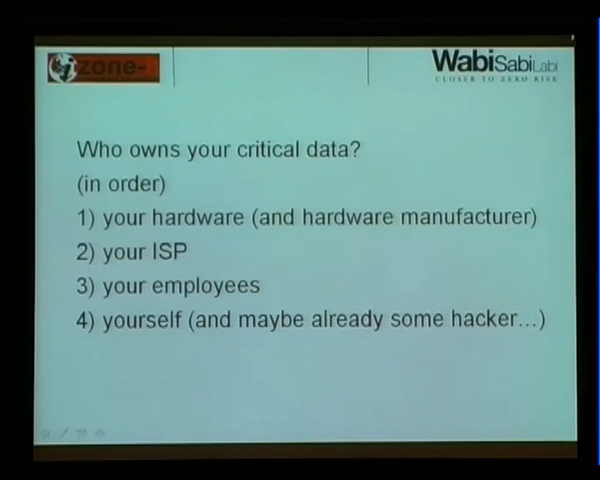 zone-
WabiSabiLabi
CLOSER TO ZERO RISK
Who owns your critical data?
(in order)
1) your hardware (and hardware manufacturer)
2) your ISP
3) your employees
4) yourself (and maybe already some hacker...)